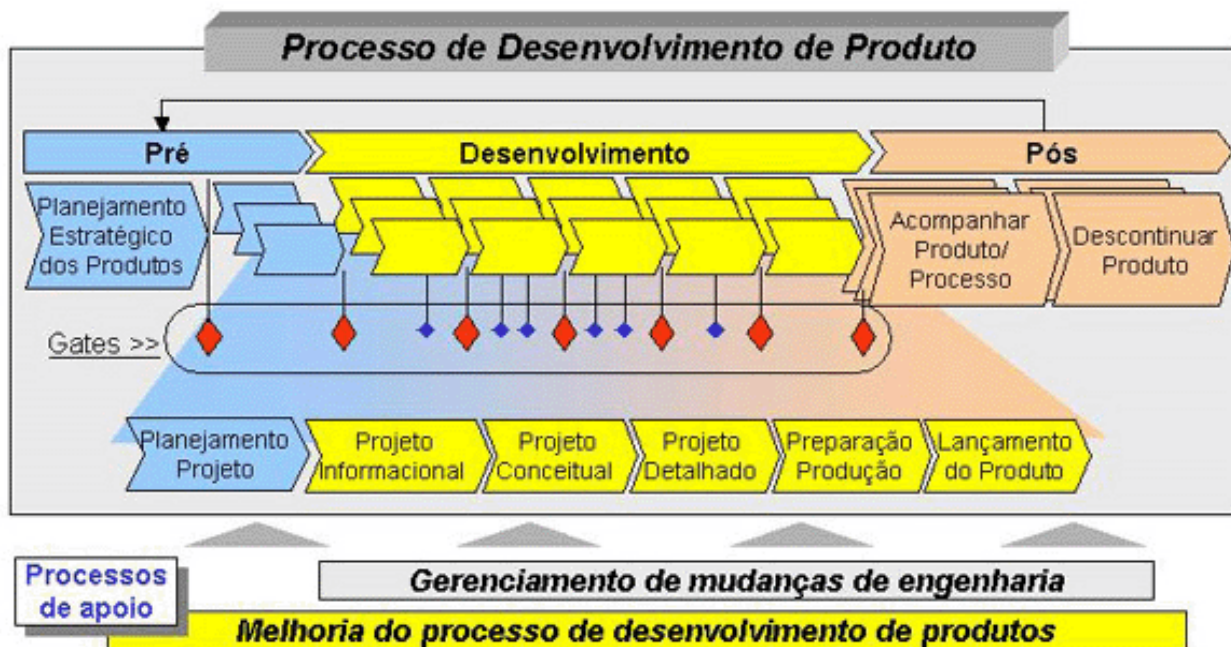 Processo de Desenvolvimento de Produto
Pré
Desenvolvimento
Pós
Planejamento
Estratégico
dos Produtos
Acompanhar
Produto/
Processo
Descontinuar
Produto
Gates >>
Planejamento
Projeto
Projeto
Informacional
Projeto
Conceitual
Projeto
Detalhado
Preparação
Produção
Lançamento
do Produto
Processos
de apoio
Gerenciamento de mudanças de engenharia
Melhoria do processo de desenvolvimento de produtos